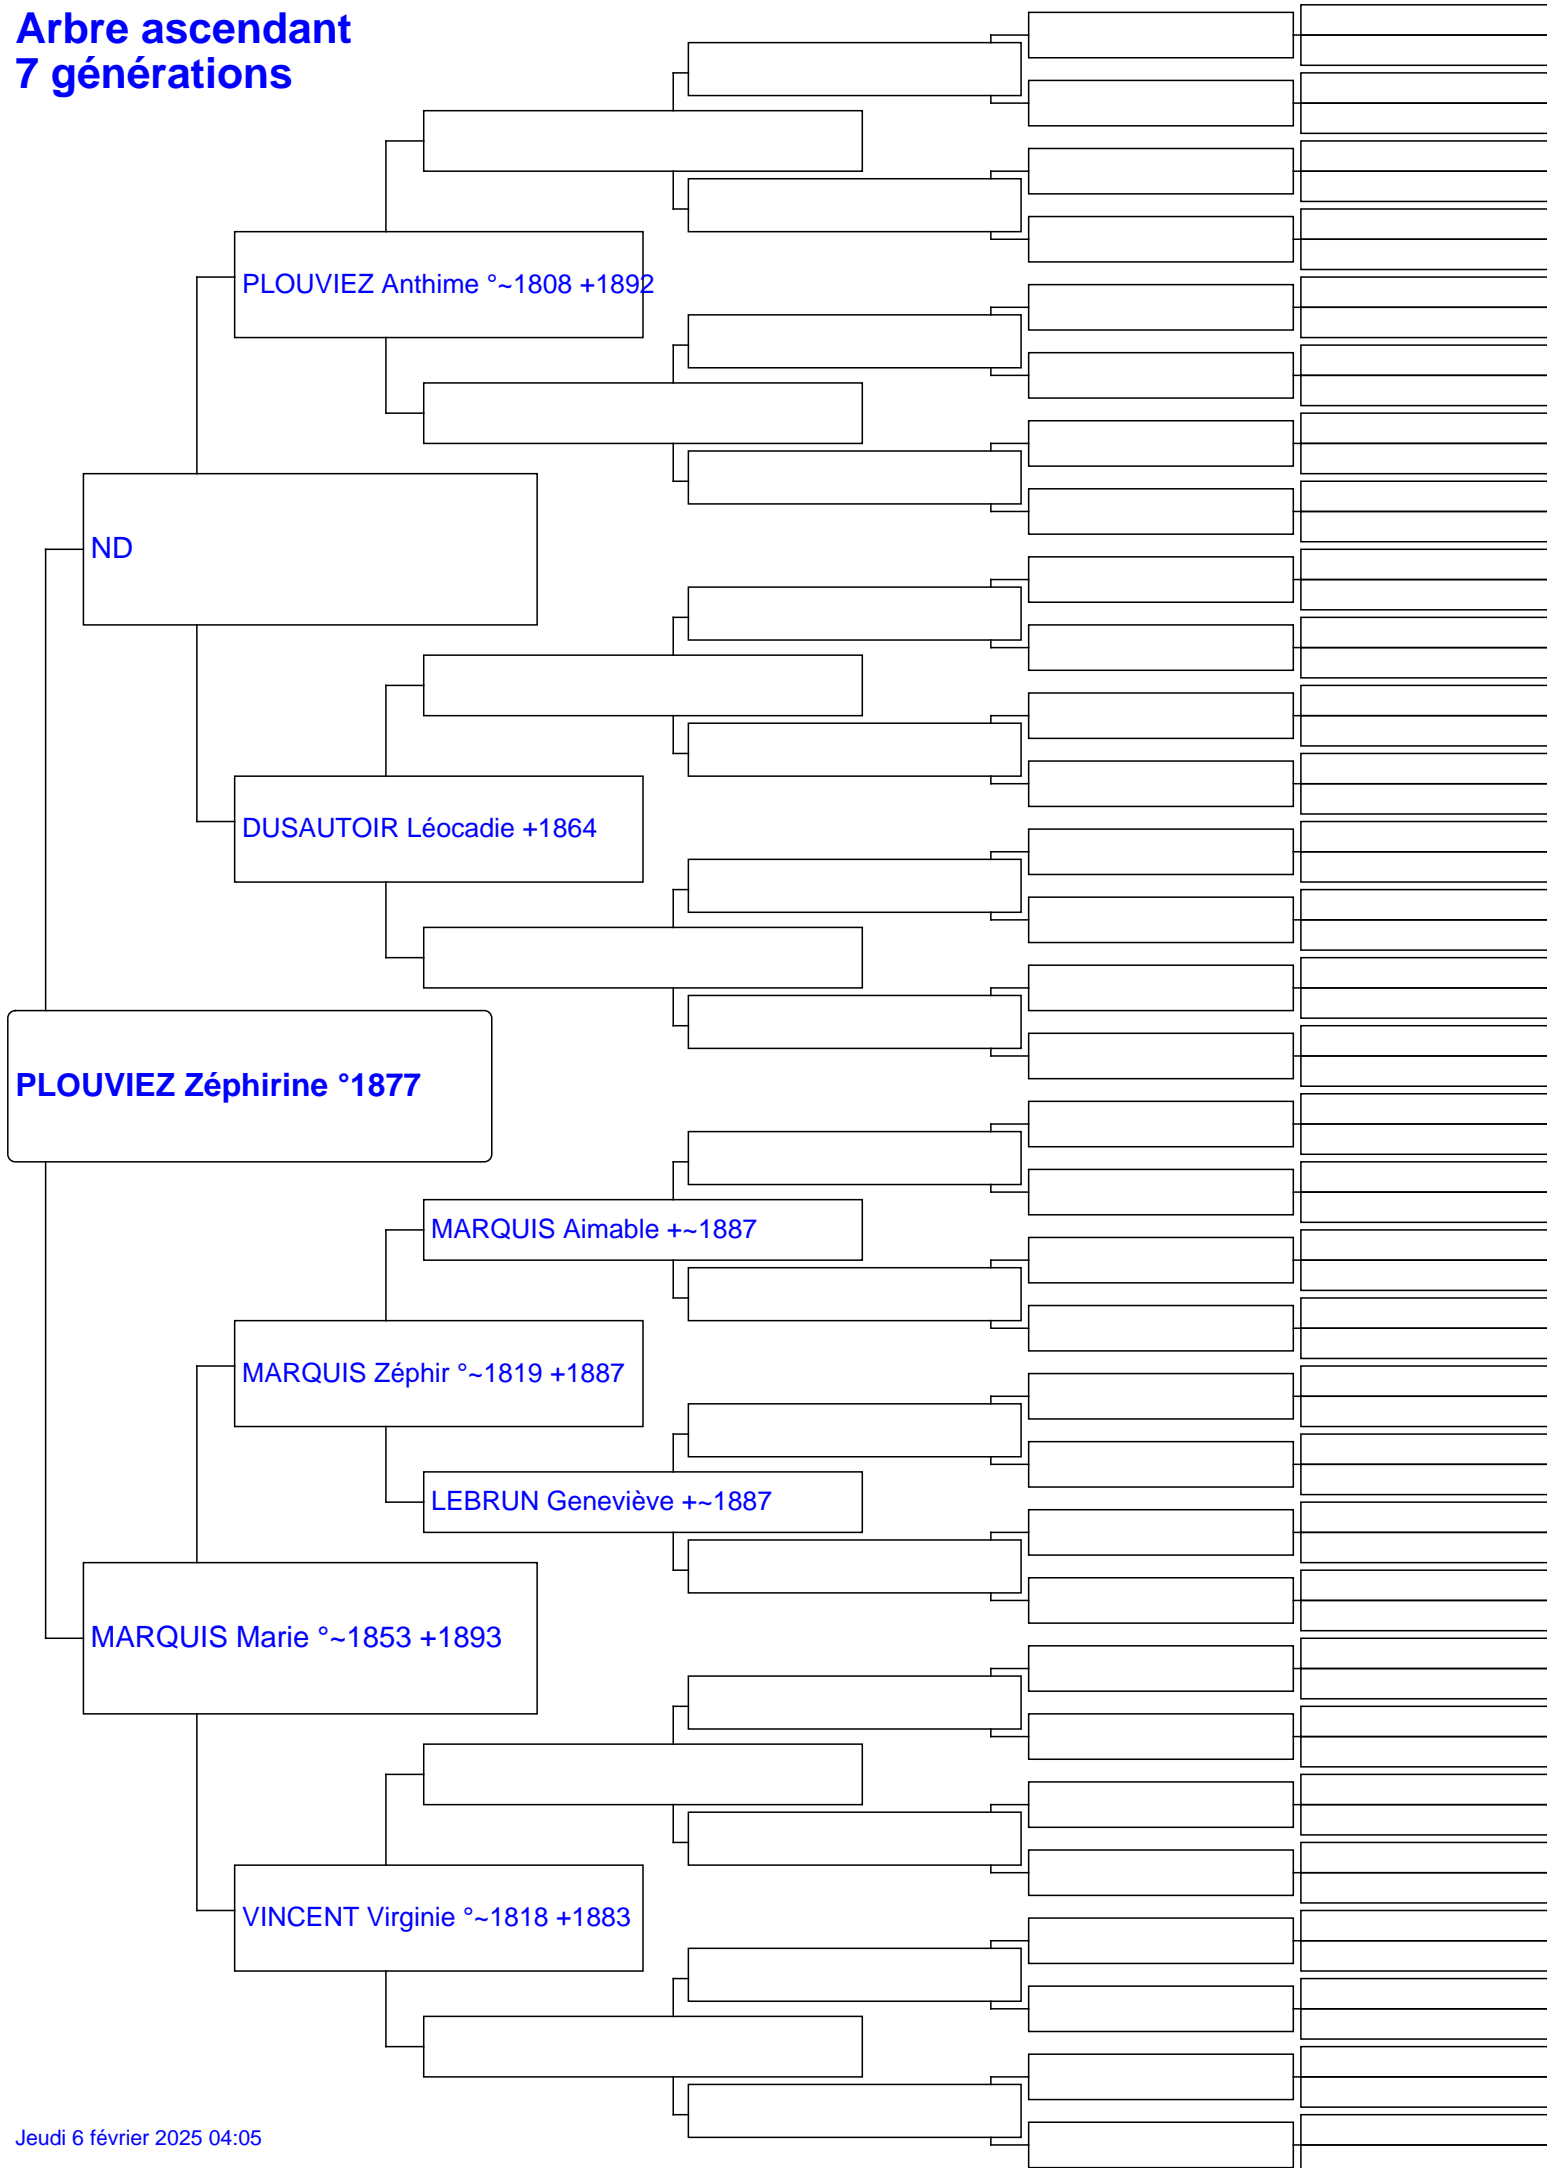 Arbre ascendant
7 générations
PLOUVIEZ Anthime °~1808 +1892
ND
DUSAUTOIR Léocadie +1864
PLOUVIEZ Zéphirine °1877
MARQUIS Aimable +~1887
MARQUIS Zéphir °~1819 +1887
LEBRUN Geneviève +~1887
MARQUIS Marie °~1853 +1893
VINCENT Virginie °~1818 +1883
Jeudi 6 février 2025 04:05